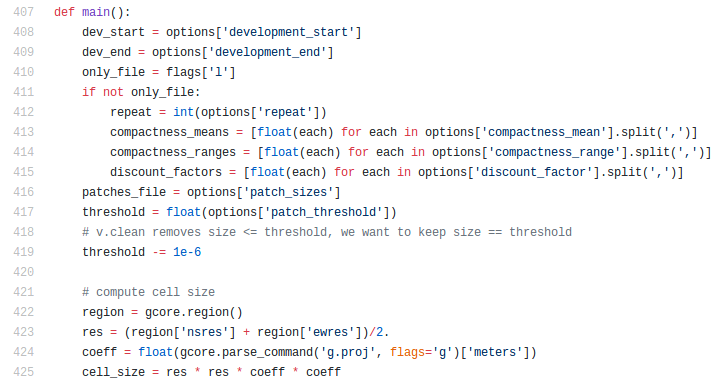 407 def main():
408     dev_start = options['development_start']
409     dev_end = options['development_end']
410     only_file = flags['l']
411     if not only_file:
412         repeat = int(options['repeat'])
413         compactness_means = [float(each) for each in options['compactness_mean'].split(',')]
414         compactness_ranges = [float(each) for each in options['compactness_range'].split(',')]
415         discount_factors = [float(each) for each in options['discount_factor'].split(',')]
416     patches_file = options['patch_sizes']
417     threshold = float(options['patch_threshold'])
418     # v.clean removes size <= threshold, we want to keep size == threshold
419     threshold -= 1e-6
420
421     # compute cell size
422     region = gcore.region()
423     res = (region['nsres'] + region['ewres'])/2.
424     coeff = float(gcore.parse_command('g.proj', flags='g')['meters'])
425     cell_size = res * res * coeff * coeff